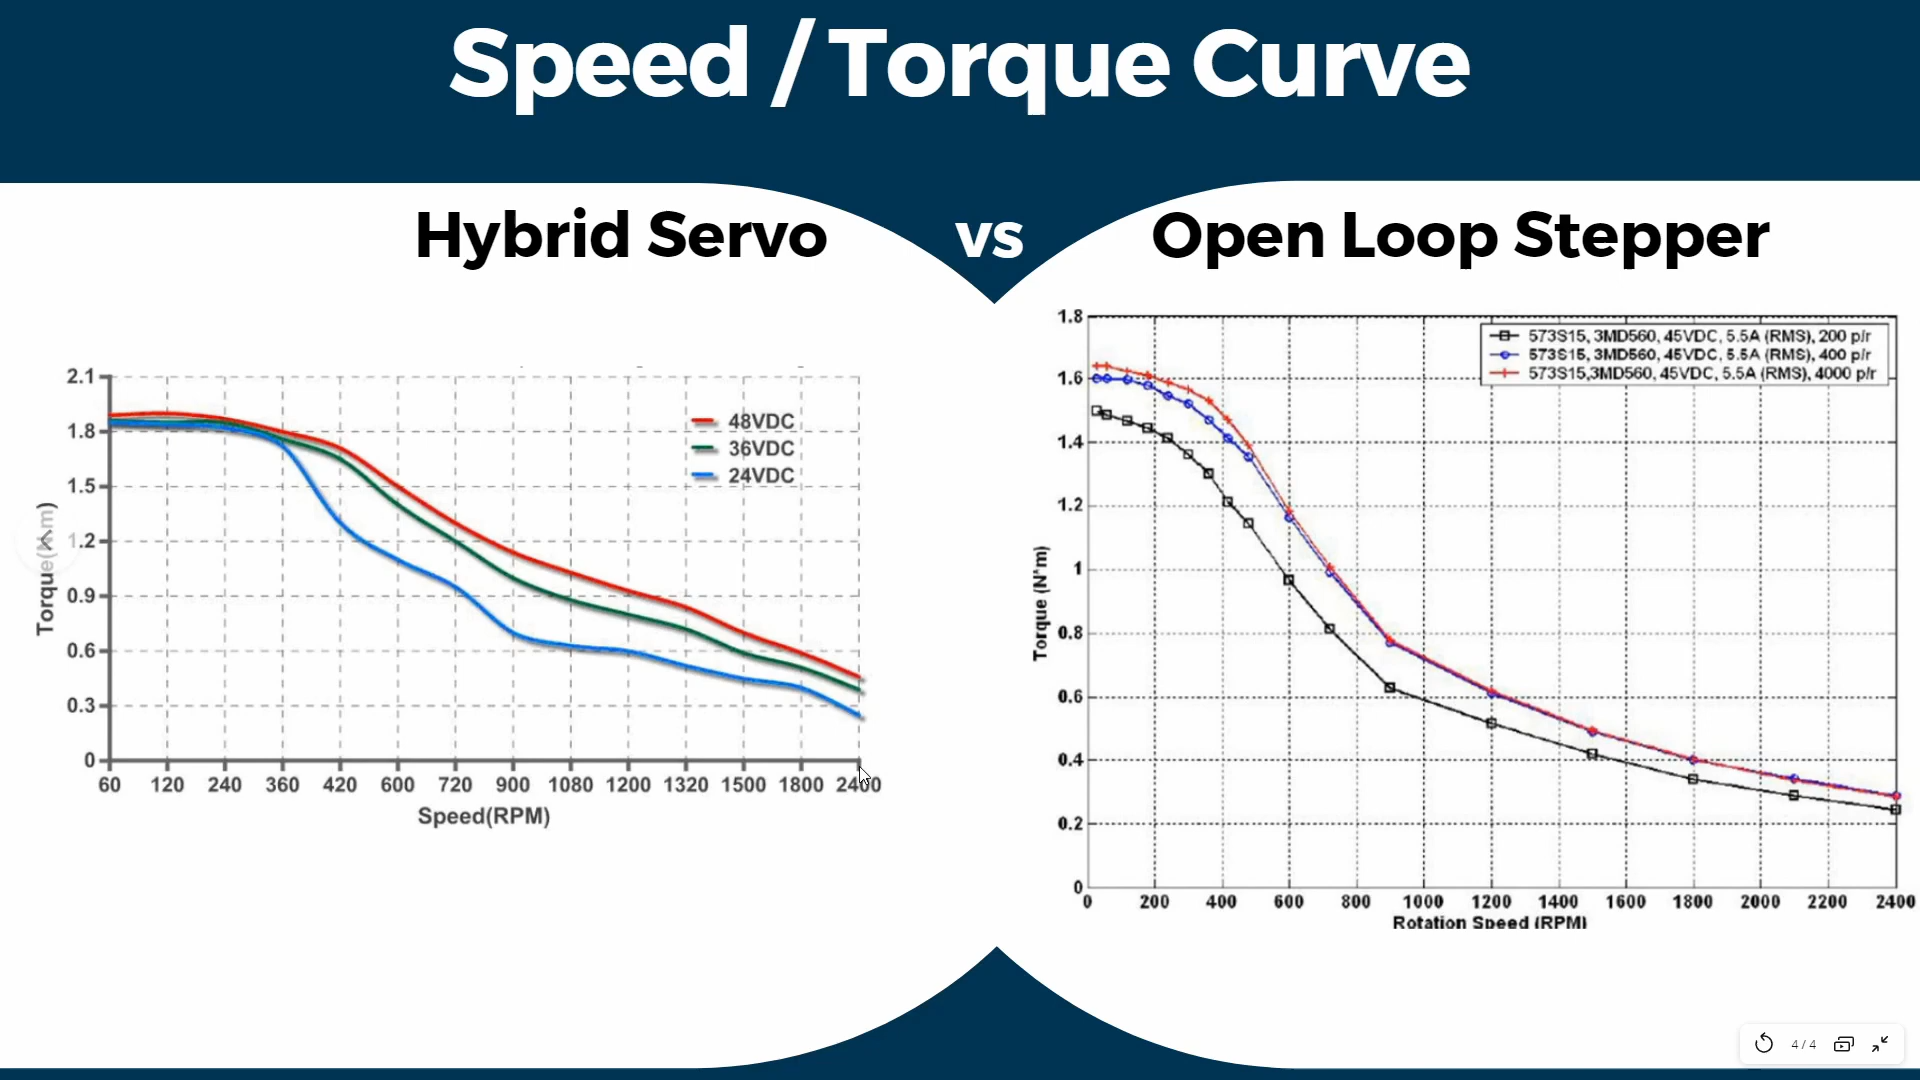 Speed / Torque Curve
Hybrid Servo
vs
Open Loop Stepper
2.1
1.8
1.5
1.2
0.9
0.6
0.3
0
48VDC
36VDC
24VDC
60 120 240 360 420 600 720 900 1080 1200 1320 1500 1800
Speed(RPM)
1.8
1.6
1.4
1.2
1
0.8
0.6
0.4
0.2
0
Torque (N*m)
573S15, 3MD560, 45VDC, 5.5A (RMS), 200 p/r
573S15, 3MD560, 45VDC, 5.5A (RMS), 400 p/r
573S15,3MD560, 45VDC, 5.5A (RMS), 4000 p/r
0 200 400 600 800 1000 1200 1400 1600 1800 2000 2200 2400
Rotation Speed (RPM)
4 / 4